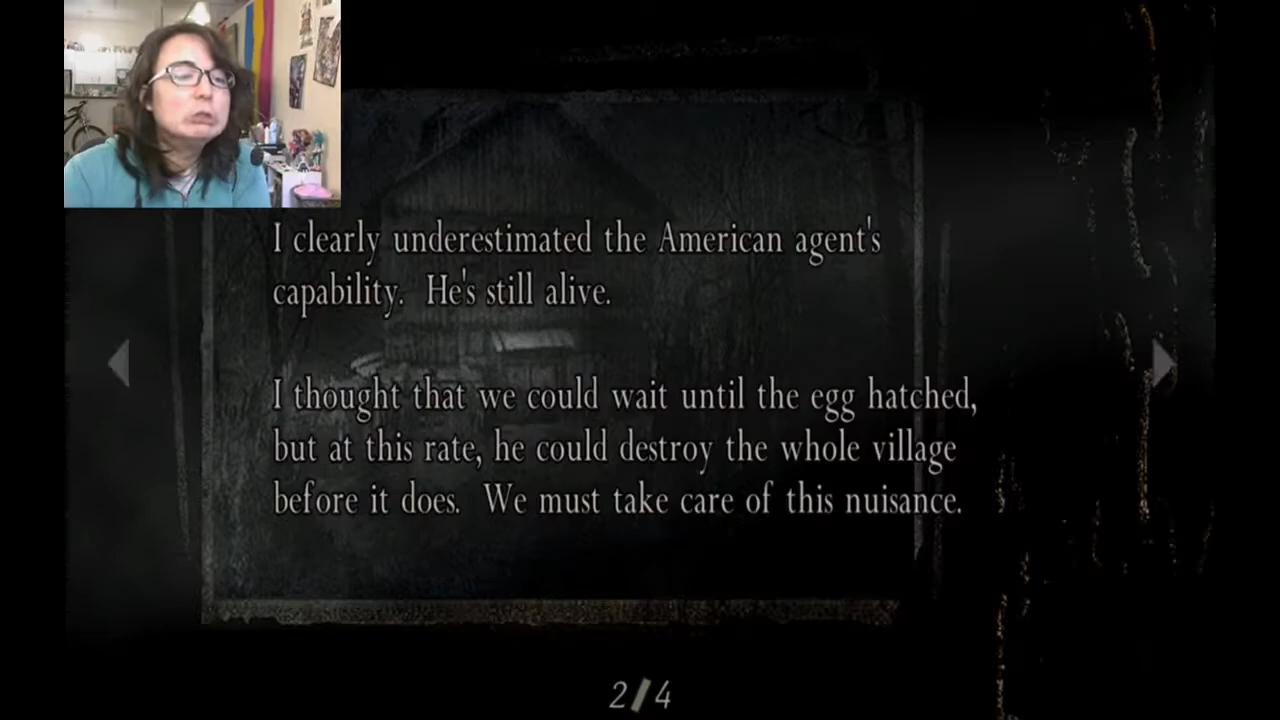 I clearly underestimated the American agent's
capability. He's still alive.
I thought that we could wait until the egg hatched,
but at this rate, he could destroy the whole village
before it does. We must take care of this nuisance.
2/4